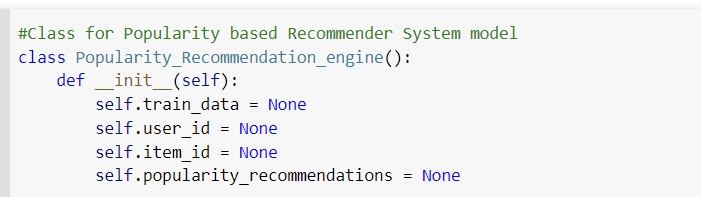 #Class for Popularity based Recommender System model
class Popularity_Recommendation_engine():
    def __init__(self):
        self.train_data = None
        self.user_id = None
        self.item_id = None
        self.popularity_recommendations = None